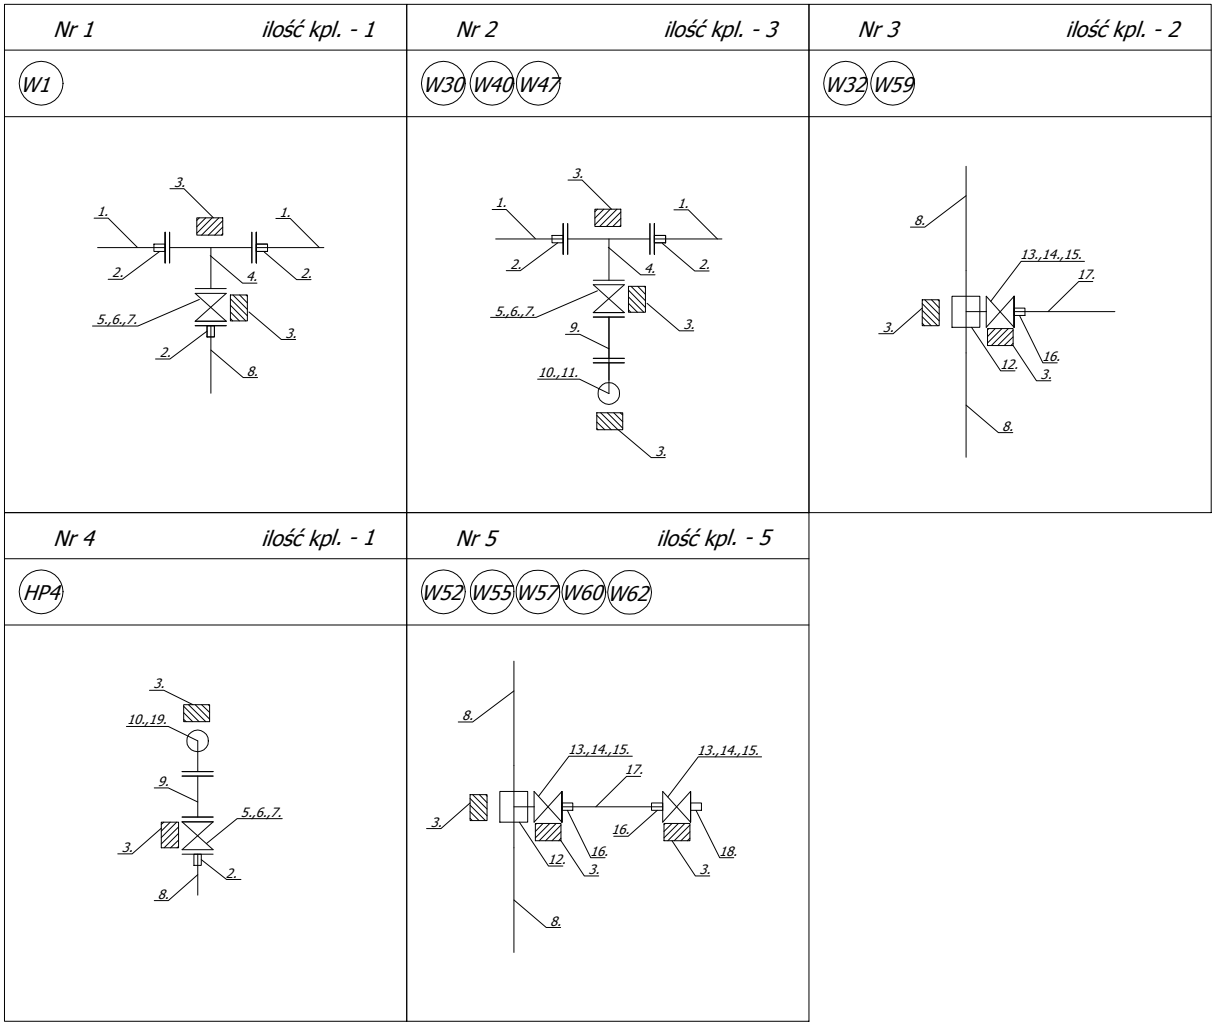 Nr 1 ilość kpl. - 1
W1
3.
1. 1.
2. 4. 2.
5.,6.,7. 3.
2.
8.
Nr 2 ilość kpl. - 3
W30 W40 W47
3.
1. 1.
2. 4. 2.
5.,6.,7. 3.
9.
10.,11.
3.
Nr 3 ilość kpl. - 2
W32 W59
8.
13.,14.,15.
17.
3. 16.
12. 3.
8.
Nr 4 ilość kpl. - 1
HP4
3.
10.,19.
9.
5.,6.,7.
3.
2.
8.
Nr 5 ilość kpl. - 5
W52 W55 W57 W60 W62
8.
13.,14.,15. 13.,14.,15.
17.
3. 16.
12. 16. 18.
3. 3.
8.